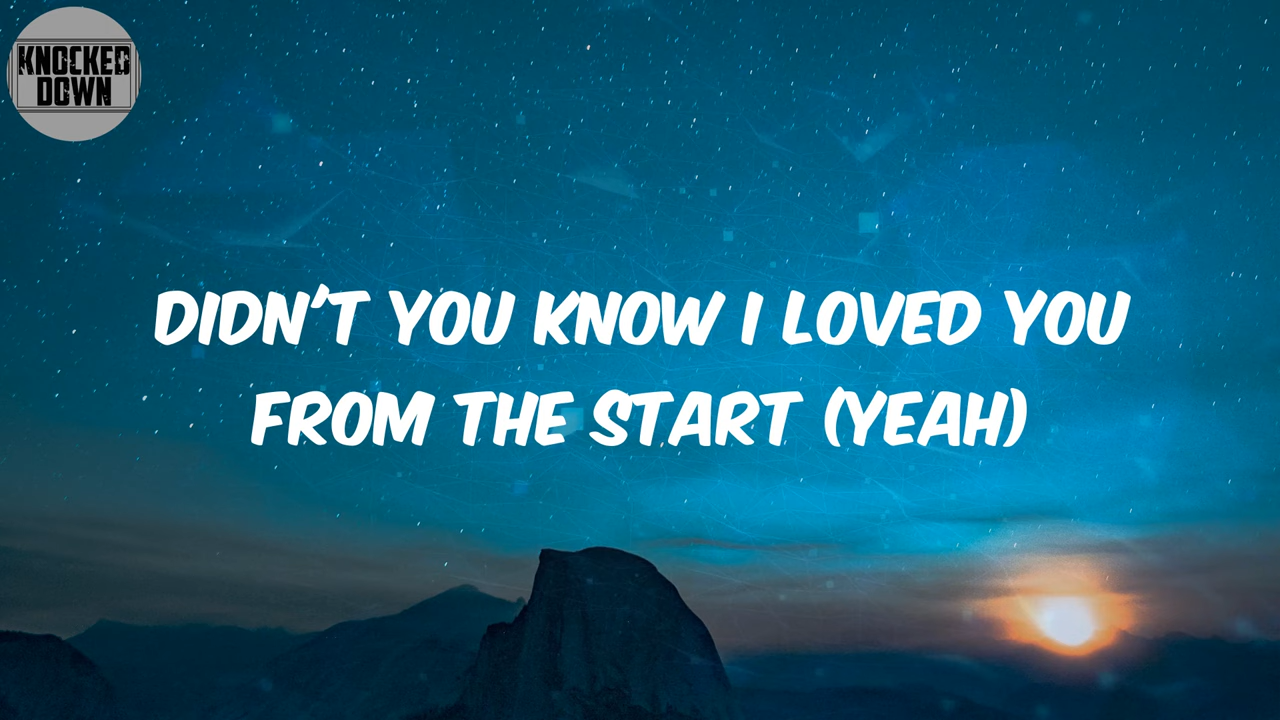 KNOCKED
DOWN
DIDN'T YOU KNOW I LOVED YOU
FROM THE START (YEAH)